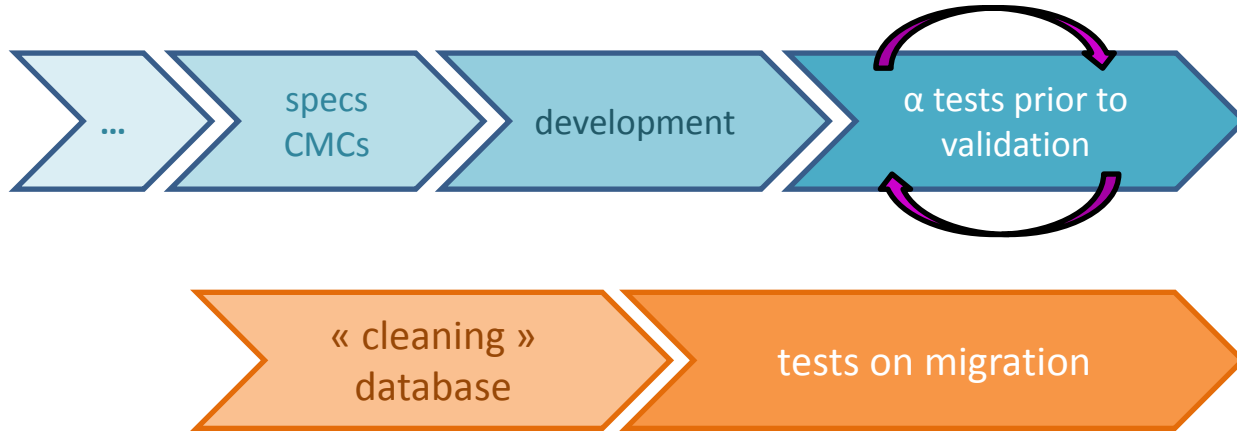 ...
specs
CMCs
development
α tests prior to
validation
« cleaning »
database
tests on migration